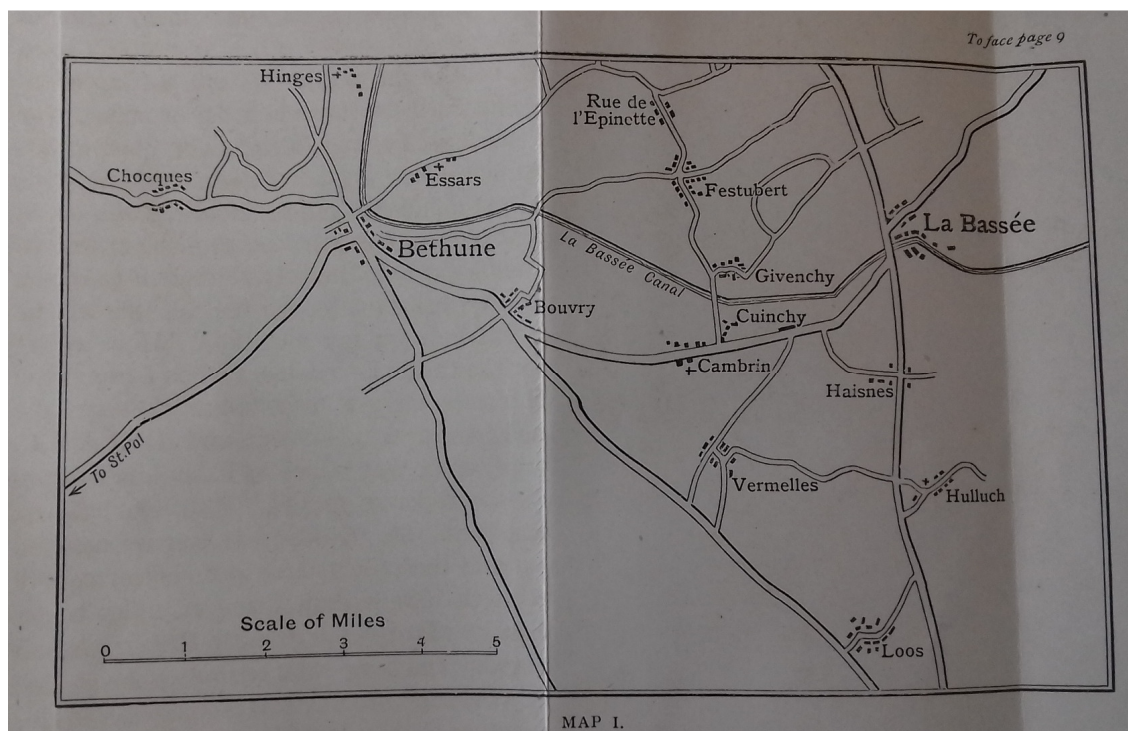 To face page 9
Hinges
Rue de
l'Epinette
Chocques
Essars
Festubert
La Bassée
Bethune
La Bassée Canal
Givenchy
Bouvry
Cuinchy
Cambrin
Haisnes
To St. Pol
Vermelles
Hulluch
Scale of Miles
0 1 2 3 4 5
Loos
MAP I.